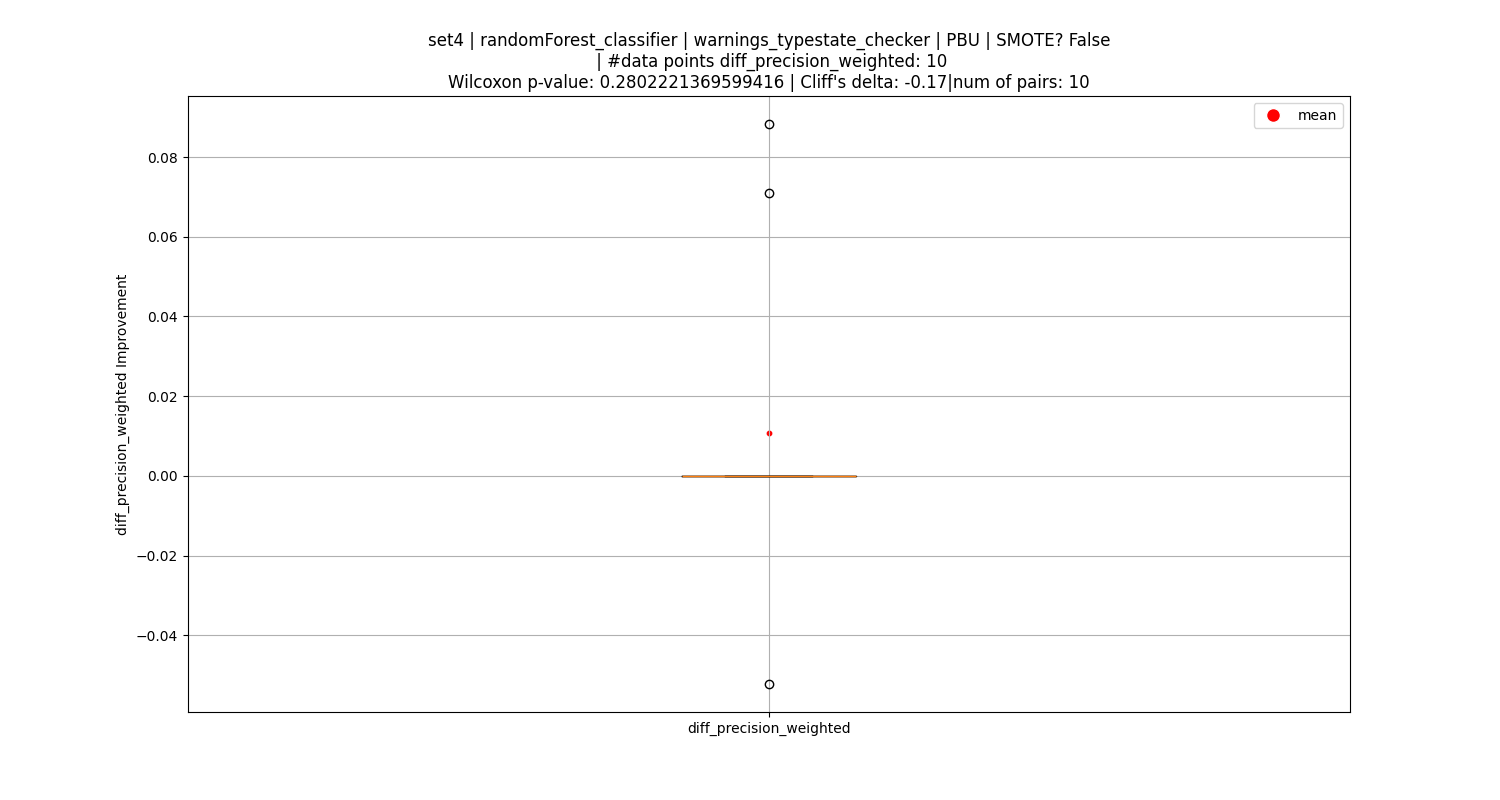 set4 | randomForest_classifier | warnings_typestate_checker | PBU | SMOTE? False
| #data points diff_precision_weighted: 10
Wilcoxon p-value: 0.2802221369599416 | Cliff's delta: -0.17|num of pairs: 10
mean
0.08
0.06
0.04
0.02
0.00
−0.02
−0.04
diff_precision_weighted Improvement
diff_precision_weighted